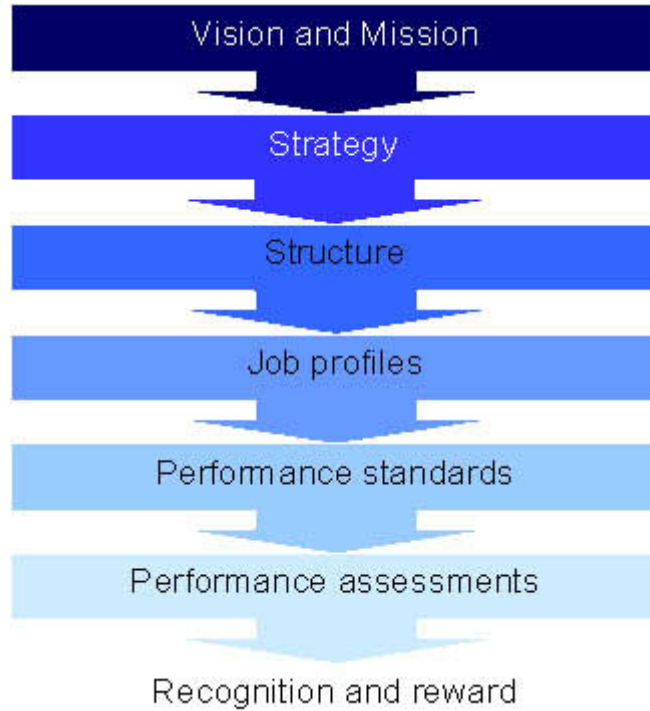 Vision and Mission
Strategy
Structure
Job profiles
Performance standards
Performance assessments
Recognition and reward